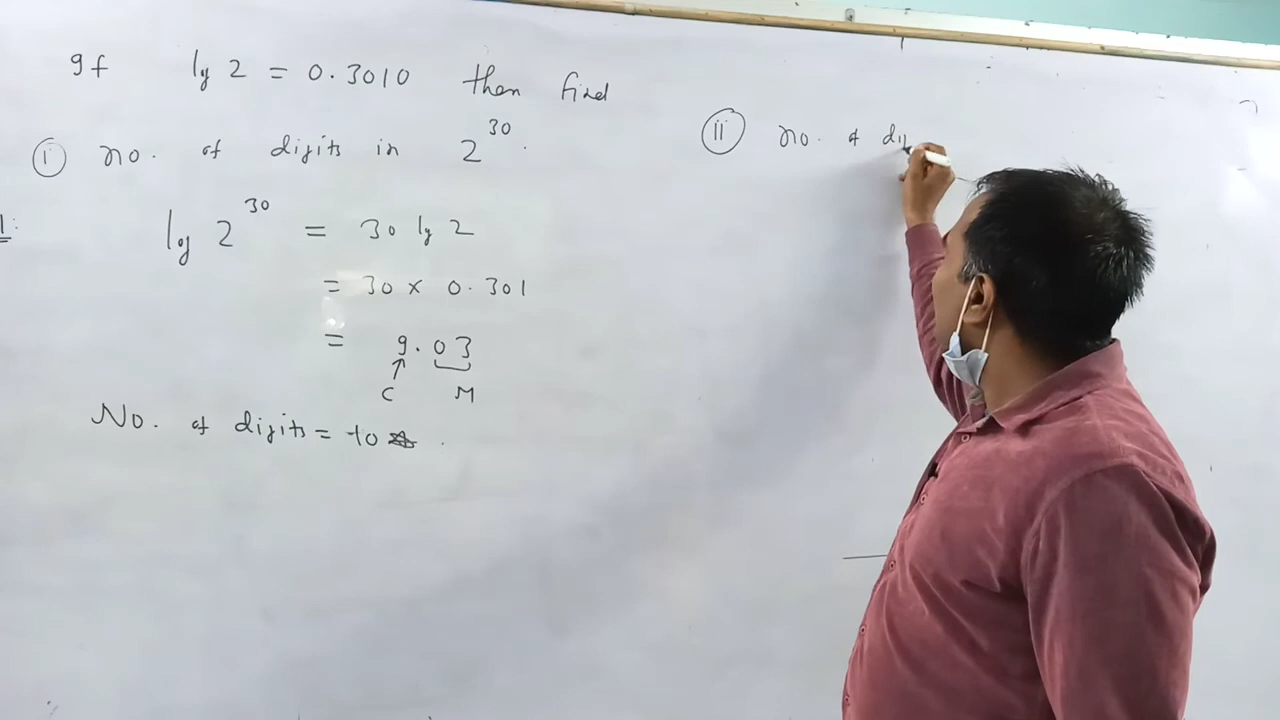 If log 2 = 0.3010 then find
(i) no. of digits in 2^30.
log 2^30 = 30 log 2
= 30 × 0.301
= 9.03
↑
C M
No. of digits = 10
(ii) no. of dig